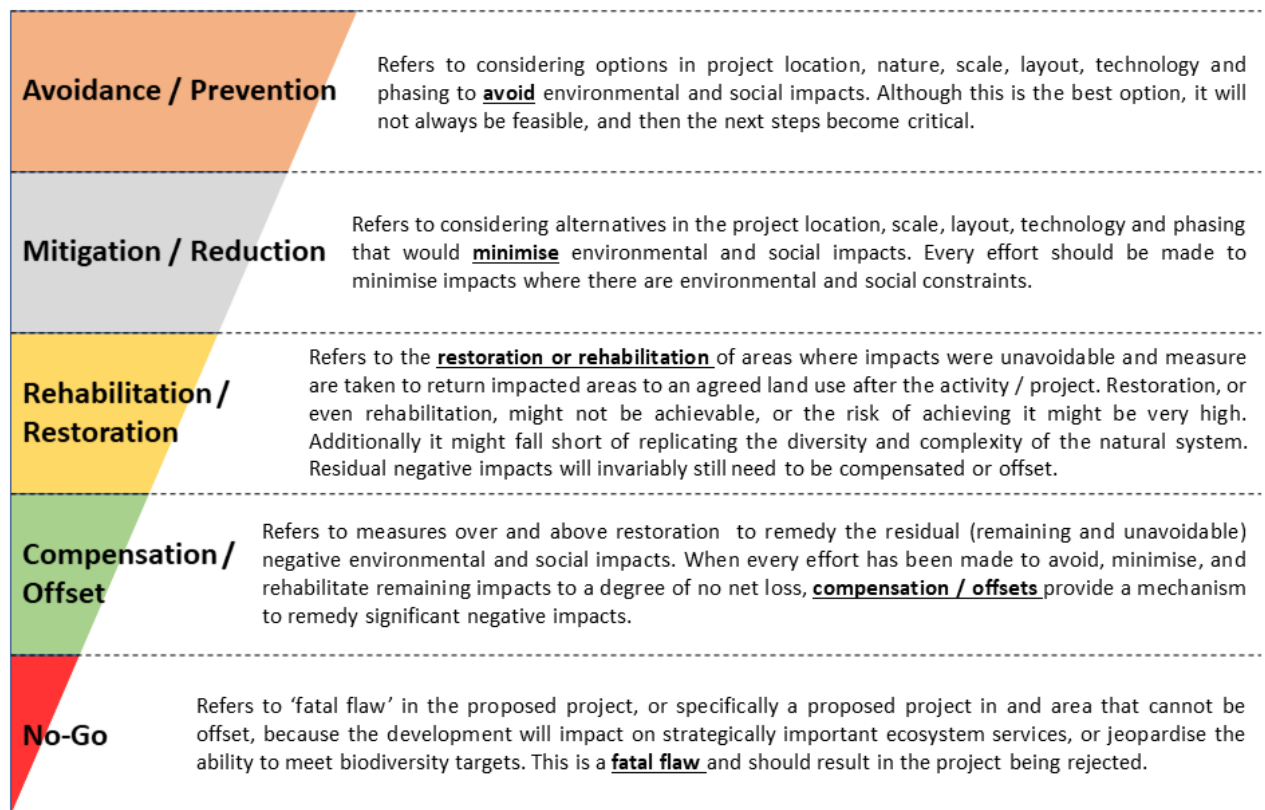 Avoidance / Prevention
Refers to considering options in project location, nature, scale, layout, technology and
phasing to avoid environmental and social impacts. Although this is the best option, it will
not always be feasible, and then the next steps become critical.
Mitigation / Reduction
Refers to considering alternatives in the project location, scale, layout, technology and phasing
that would minimise environmental and social impacts. Every effort should be made to
minimise impacts where there are environmental and social constraints.
Rehabilitation /
Restoration
Refers to the restoration or rehabilitation of areas where impacts were unavoidable and measure
are taken to return impacted areas to an agreed land use after the activity / project. Restoration, or
even rehabilitation, might not be achievable, or the risk of achieving it might be very high.
Additionally it might fall short of replicating the diversity and complexity of the natural system.
Residual negative impacts will invariably still need to be compensated or offset.
Compensation /
Offset
Refers to measures over and above restoration to remedy the residual (remaining and unavoidable)
negative environmental and social impacts. When every effort has been made to avoid, minimise, and
rehabilitate remaining impacts to a degree of no net loss, compensation / offsets provide a mechanism
to remedy significant negative impacts.
No-Go
Refers to ‘fatal flaw’ in the proposed project, or specifically a proposed project in and area that cannot be
offset, because the development will impact on strategically important ecosystem services, or jeopardise the
ability to meet biodiversity targets. This is a fatal flaw and should result in the project being rejected.